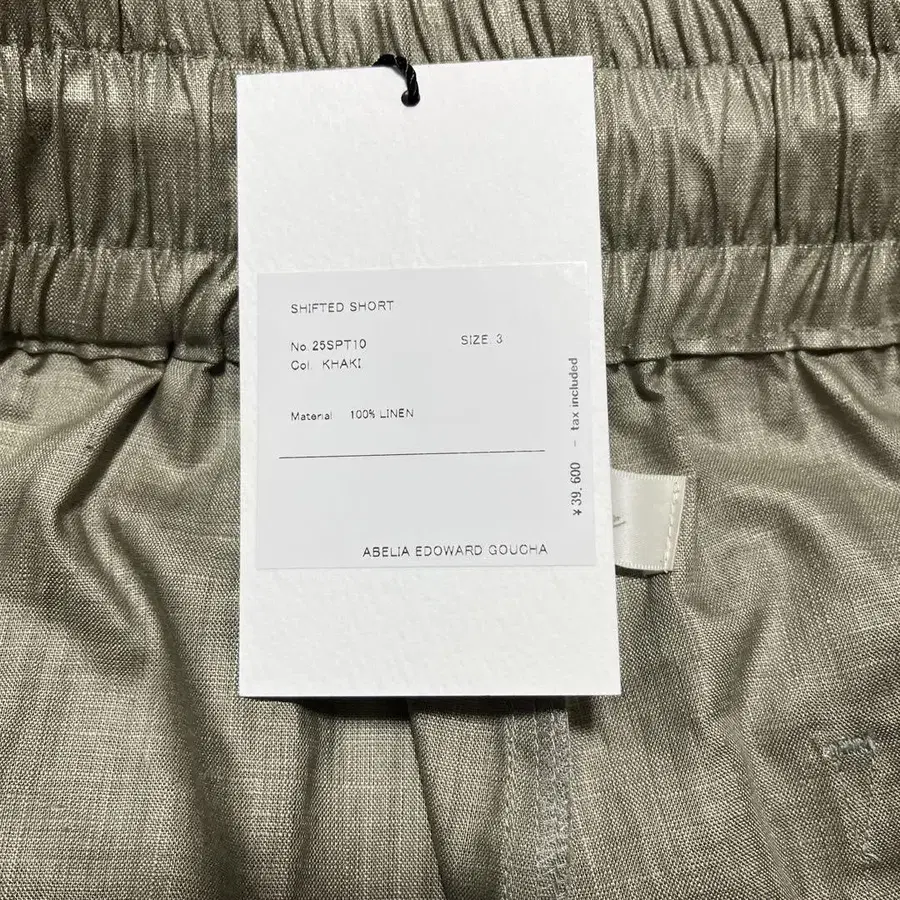 SHIFTED SHORT
No. 25SPT10 SIZE. 3
Col. KHAKI
Material 100% LINEN
¥39,600 - tax included
ABELIA EDOWARD GOUCHA